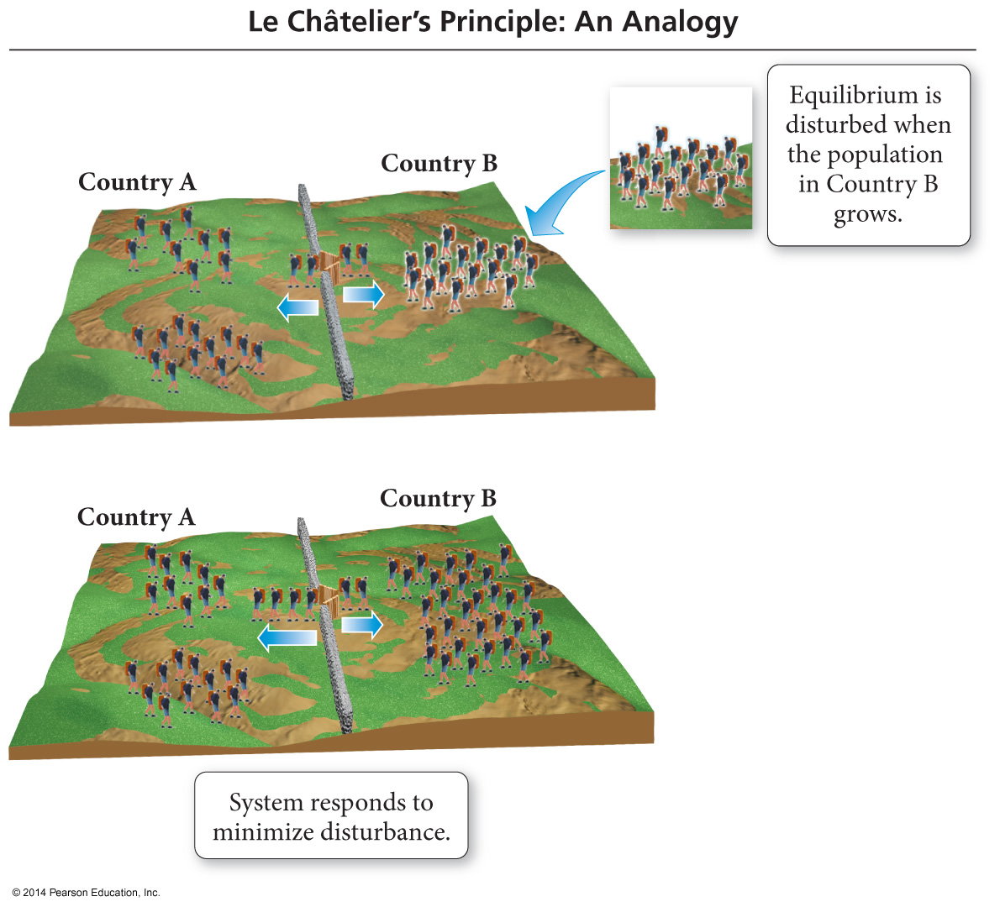 Le Châtelier’s Principle: An Analogy
Equilibrium is
disturbed when
the population
in Country B
grows.
Country A
Country B
Country A
Country B
System responds to
minimize disturbance.
© 2014 Pearson Education, Inc.